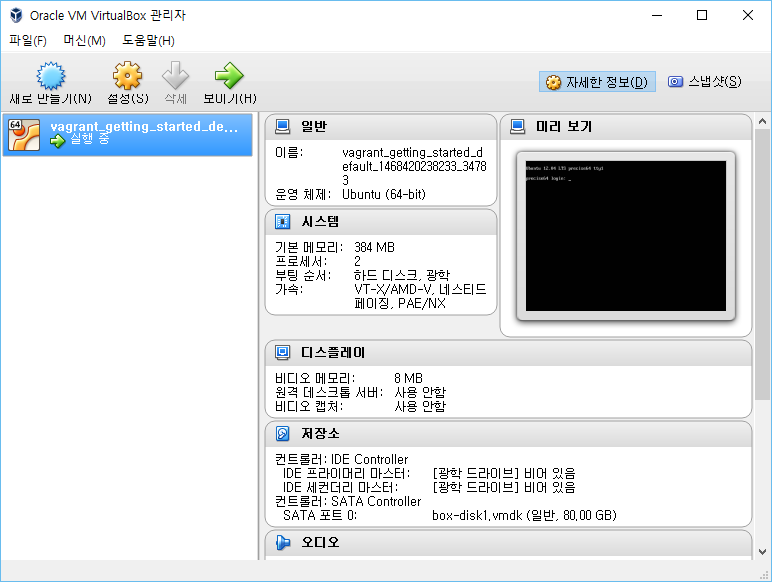 Oracle VM VirtualBox 관리자
파일(F) 머신(M) 도움말(H)
새로 만들기(N) 설정(S) 삭제 보이기(H) 자세한 정보(D) 스냅샷(S)
64
vagrant_getting_started_de...
실행 중
일반
이름: vagrant_getting_started_d
efault_1468420238233_3478
3
운영 체제: Ubuntu (64-bit)
미리 보기
Ubuntu 12.04 LTS precise64 tty1
precise64 login: _
시스템
기본 메모리: 384 MB
프로세서: 2
부팅 순서: 하드 디스크, 광학
가속: VT-X/AMD-V, 네스티드
페이징, PAE/NX
디스플레이
비디오 메모리: 8 MB
원격 데스크톱 서버: 사용 안함
비디오 캡처: 사용 안함
저장소
컨트롤러: IDE Controller
IDE 프라이머리 마스터: [광학 드라이브] 비어 있음
IDE 세컨더리 마스터: [광학 드라이브] 비어 있음
컨트롤러: SATA Controller
SATA 포트 0: box-disk1.vmdk (일반, 80.00 GB)
오디오